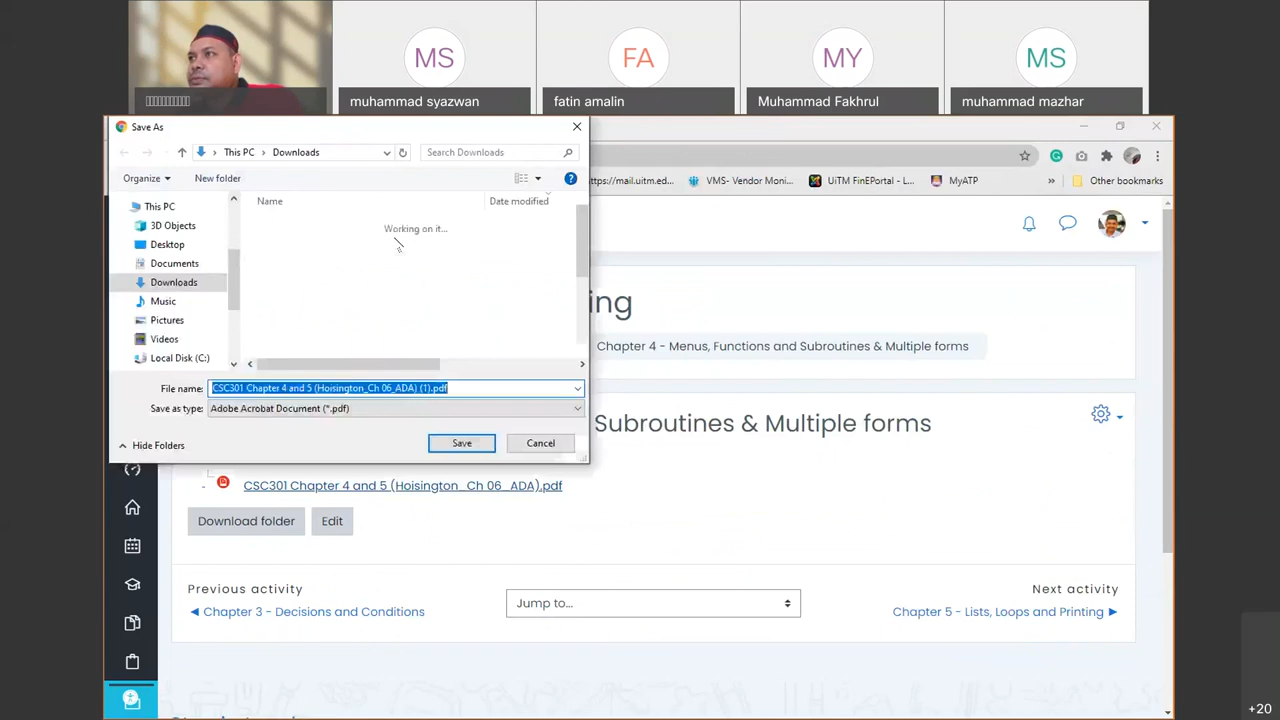 MS
FA
MY
MS
muhammad syazwan
fatin amalin
Muhammad Fakhrul
muhammad mazhar
Save As
This PC
Downloads
Search Downloads
Organize
New folder
https://mail.uitm.ed...
VMS- Vendor Moni...
UiTM FinEPortal - L...
MyATP
»
Other bookmarks
This PC
3D Objects
Desktop
Documents
Downloads
Music
Pictures
Videos
Local Disk (C:)
Name
Date modified
Working on it...
ing
Chapter 4 - Menus, Functions and Subroutines & Multiple forms
File name:
CSC301 Chapter 4 and 5 (Hoisington_Ch 06_ADA) (1).pdf
Save as type:
Adobe Acrobat Document (*.pdf)
Hide Folders
Save
Cancel
Subroutines & Multiple forms
CSC301 Chapter 4 and 5 (Hoisington_Ch 06_ADA).pdf
Download folder
Edit
Previous activity
Next activity
◄ Chapter 3 - Decisions and Conditions
Jump to...
Chapter 5 - Lists, Loops and Printing ►
+20